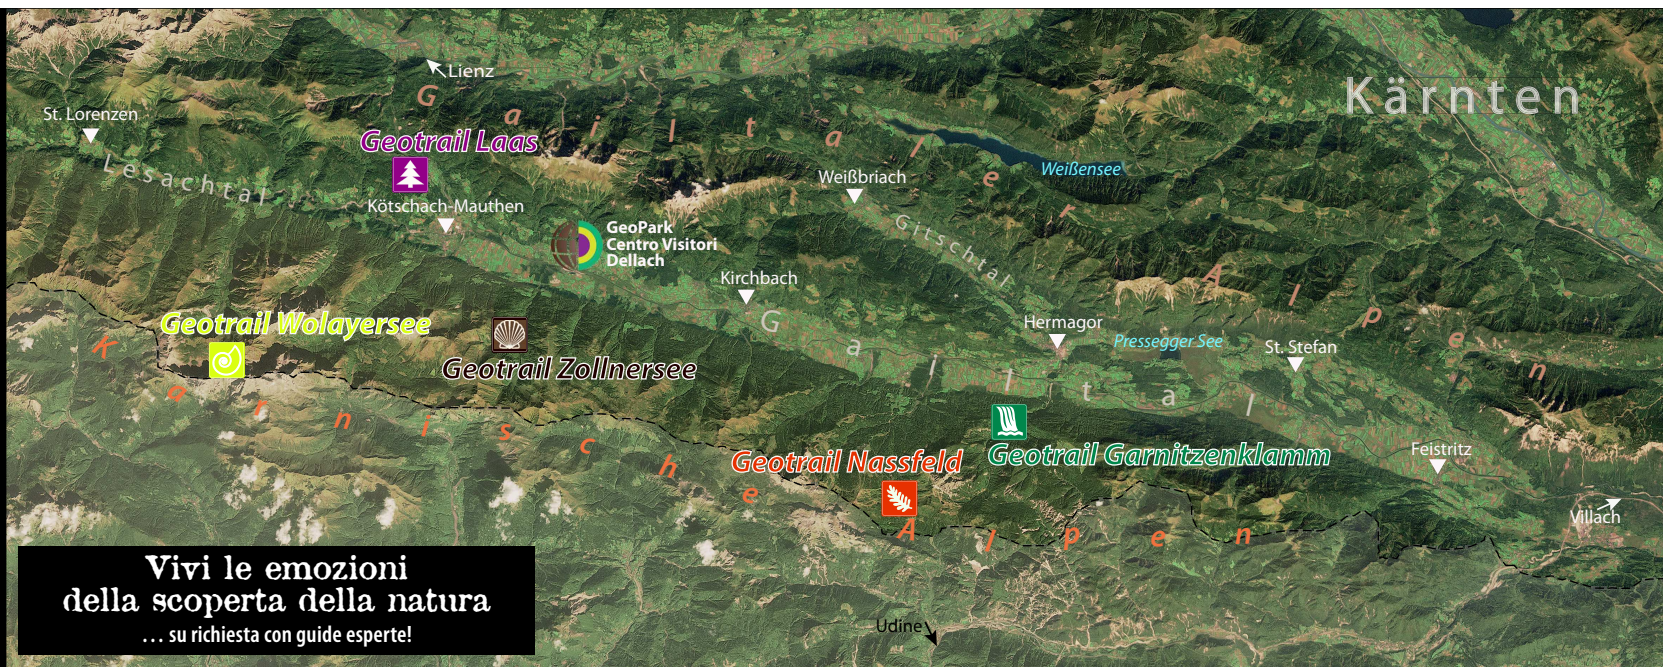 Kärnten
Lienz
Gailtaler Alpen
St. Lorenzen
Geotrail Laas
Lesachtal
Weißensee
Weißbriach
Kötschach-Mauthen
Gitschtal
GeoPark
Centro Visitori
Dellach
Kirchbach
Gailtal
Geotrail Wolayersee
Hermagor
Pressegger See
St. Stefan
Karnische Alpen
Geotrail Zollnersee
Geotrail Nassfeld
Geotrail Garnitzenklamm
Feistritz
Villach
Vivi le emozioni
della scoperta della natura
... su richiesta con guide esperte!
Udine